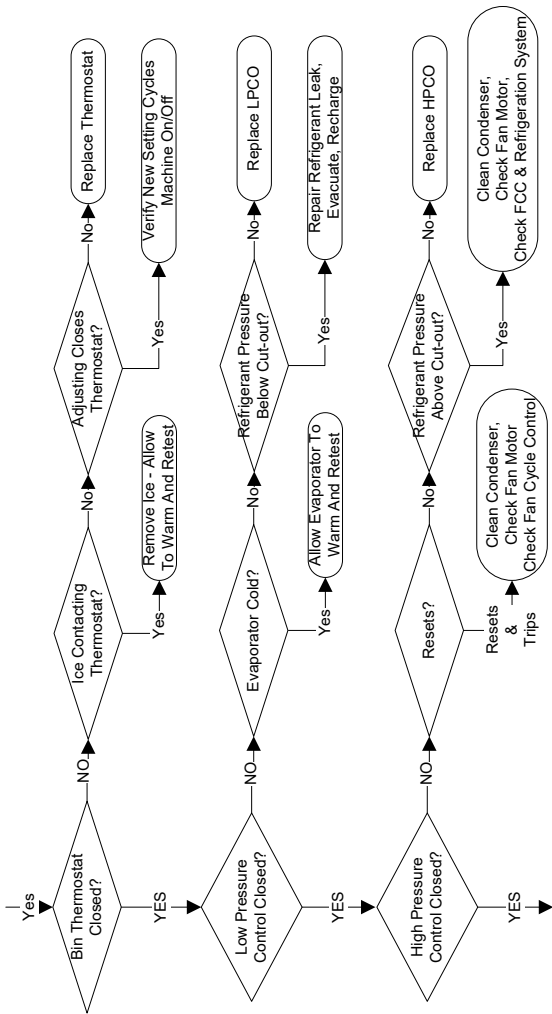 Yes
Bin Thermostat
Closed?
NO
Ice Contacting
Thermostat?
No
Adjusting Closes
Thermostat?
No
Replace Thermostat
Yes
Remove Ice - Allow
To Warm And Retest
Yes
Verify New Setting Cycles
Machine On/Off
YES
Low Pressure
Control Closed?
NO
Evaporator Cold?
No
Refrigerant Pressure
Below Cut-out?
No
Replace LPCO
Yes
Allow Evaporator To
Warm And Retest
Yes
Repair Refrigerant Leak,
Evacuate, Recharge
YES
High Pressure
Control Closed?
NO
Resets?
No
Refrigerant Pressure
Above Cut-out?
No
Replace HPCO
Resets
&
Trips
Clean Condenser,
Check Fan Motor
Check Fan Cycle Control
Yes
Clean Condenser,
Check Fan Motor,
Check FCC & Refrigeration System
YES